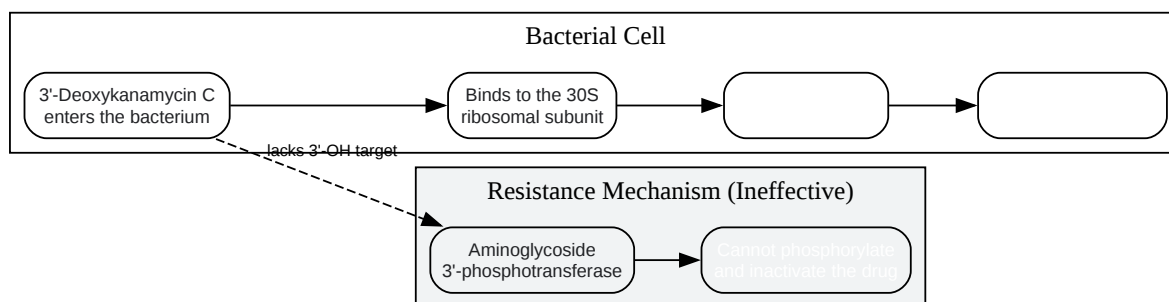 Bacterial Cell
3'-Deoxykanamycin C
enters the bacterium
Binds to the 30S
ribosomal subunit
lacks 3'-OH target
Resistance Mechanism (Ineffective)
Aminoglycoside
3'-phosphotransferase
Cannot phosphorylate
and inactivate the drug